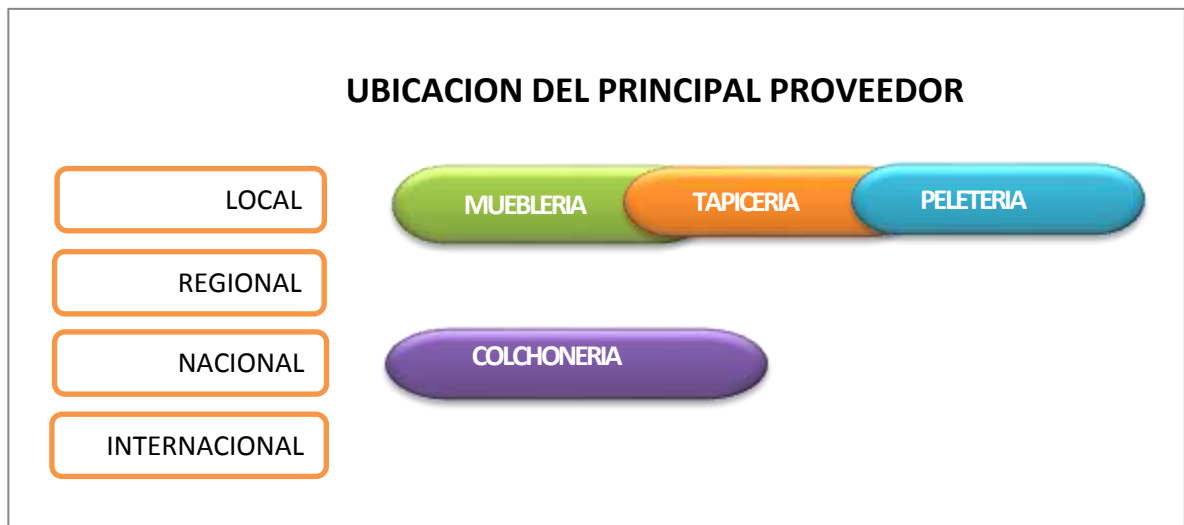 UBICACION DEL PRINCIPAL PROVEEDOR
LOCAL
MUEBLERIA
TAPICERIA
PELETERIA
REGIONAL
NACIONAL
COLCHONERIA
INTERNACIONAL